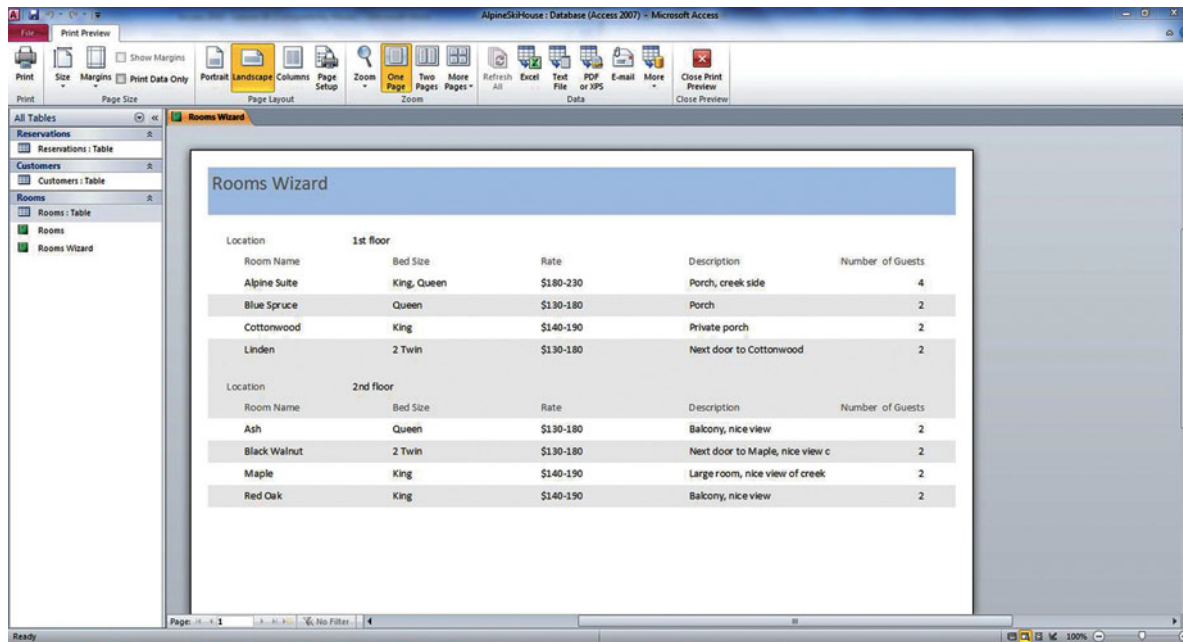 AlpineSkiHouse : Database (Access 2007) - Microsoft Access
File Print Preview
Show Margins
Print Data Only
Print Size Margins Portrait Landscape Columns Page Setup Zoom One Page Two Pages More Pages Refresh All Excel Text File PDF or XPS E-mail More Close Print Preview
Print Page Size Page Layout Zoom Data Close Preview
All Tables
Reservations
Reservations : Table
Customers
Customers : Table
Rooms
Rooms : Table
Rooms
Rooms Wizard
Rooms Wizard
Rooms Wizard
Location 1st floor
Room Name Bed Size Rate Description Number of Guests
Alpine Suite King, Queen $180-230 Porch, creek side 4
Blue Spruce Queen $130-180 Porch 2
Cottonwood King $140-190 Private porch 2
Linden 2 Twin $130-180 Next door to Cottonwood 2
Location 2nd floor
Room Name Bed Size Rate Description Number of Guests
Ash Queen $130-180 Balcony, nice view 2
Black Walnut 2 Twin $130-180 Next door to Maple, nice view c 2
Maple King $140-190 Large room, nice view of creek 2
Red Oak King $140-190 Balcony, nice view 2
Page: 1 No Filter
Ready 100%